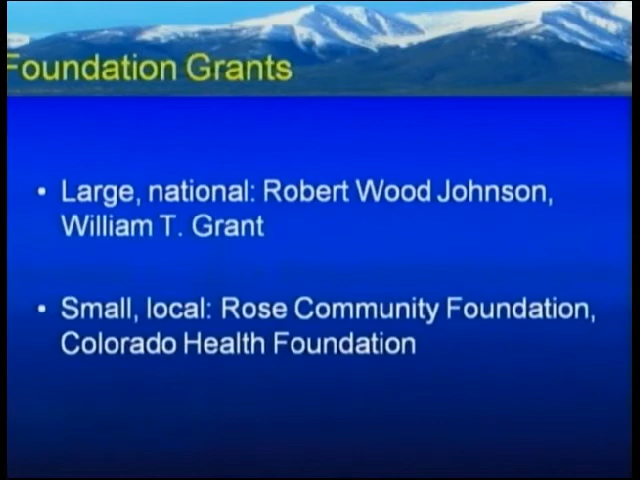 Foundation Grants
• Large, national: Robert Wood Johnson,
William T. Grant
• Small, local: Rose Community Foundation,
Colorado Health Foundation